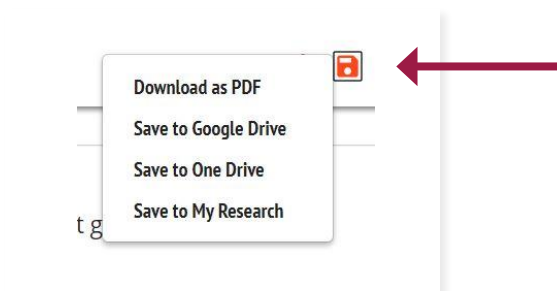 Download as PDF
Save to Google Drive
Save to One Drive
Save to My Research
t g